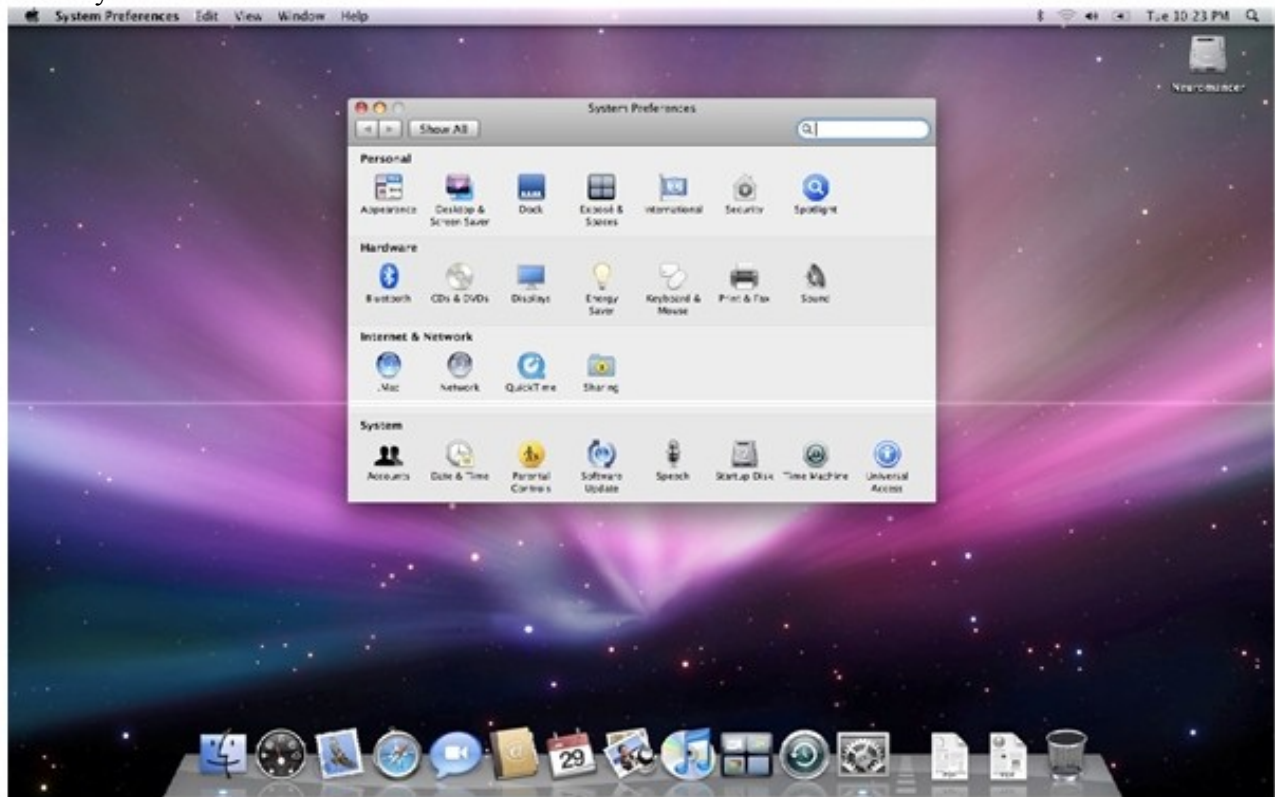 System Preferences Edit View Window Help Tue 10:23 PM
Neuromancer
System Preferences
Show All
Personal
Appearance Desktop & Screen Saver Dock Exposé & Spaces International Security Spotlight
Hardware
Bluetooth CDs & DVDs Displays Energy Saver Keyboard & Mouse Print & Fax Sound
Internet & Network
.Mac Network QuickTime Sharing
System
Accounts Date & Time Parental Controls Software Update Speech Startup Disk Time Machine Universal Access
29